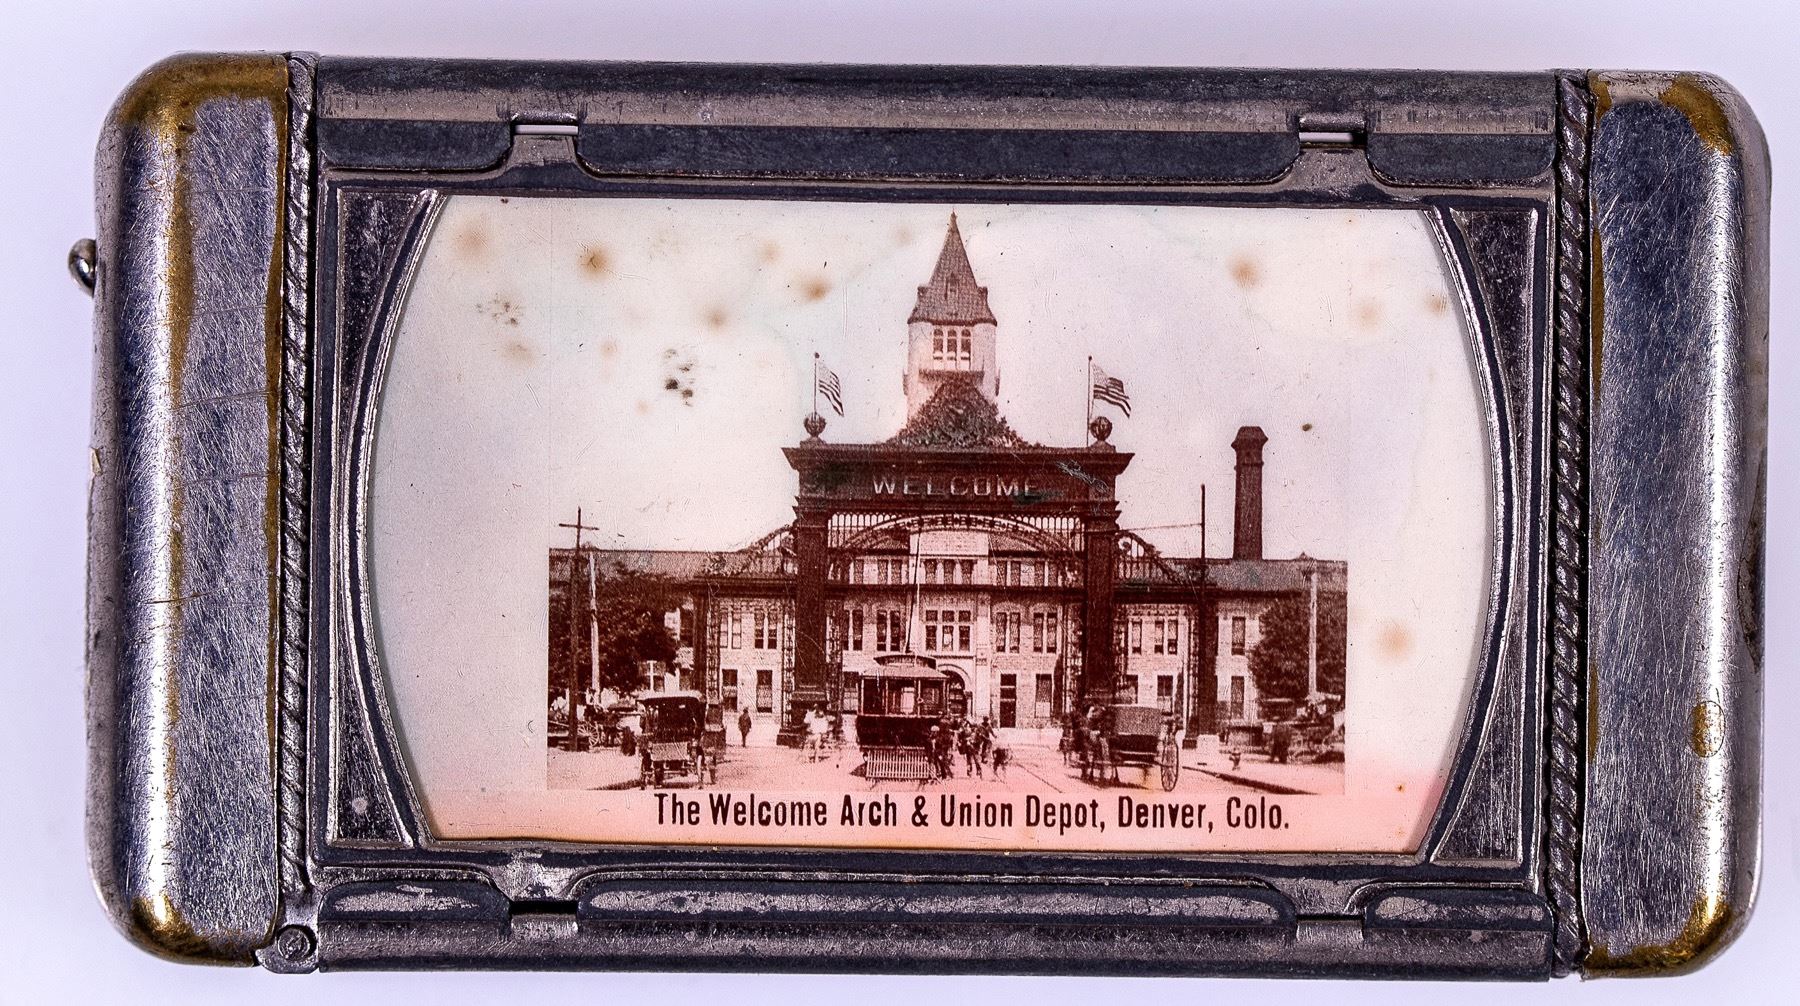 WELCOME
The Welcome Arch & Union Depot, Denver, Colo.